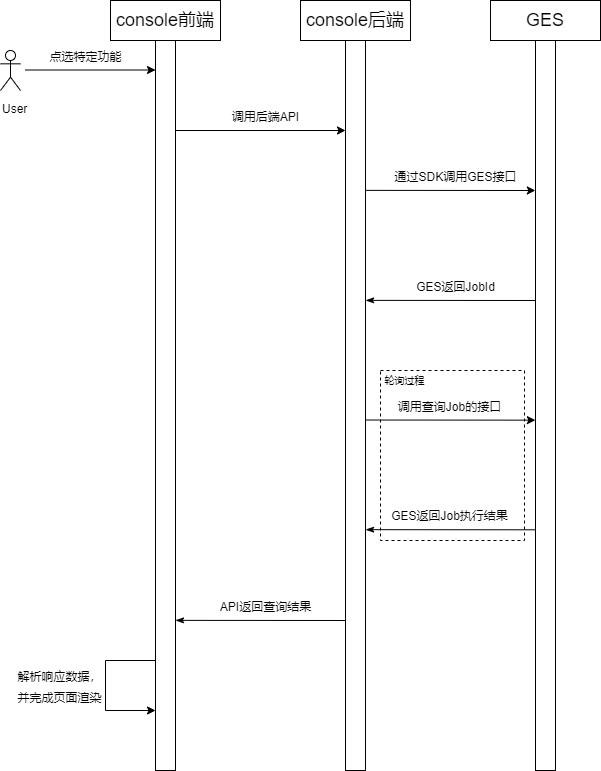 console前端
console后端
GES
点选特定功能
User
调用后端API
通过SDK调用GES接口
GES返回JobId
轮询过程
调用查询Job的接口
GES返回Job执行结果
API返回查询结果
解析响应数据，
并完成页面渲染